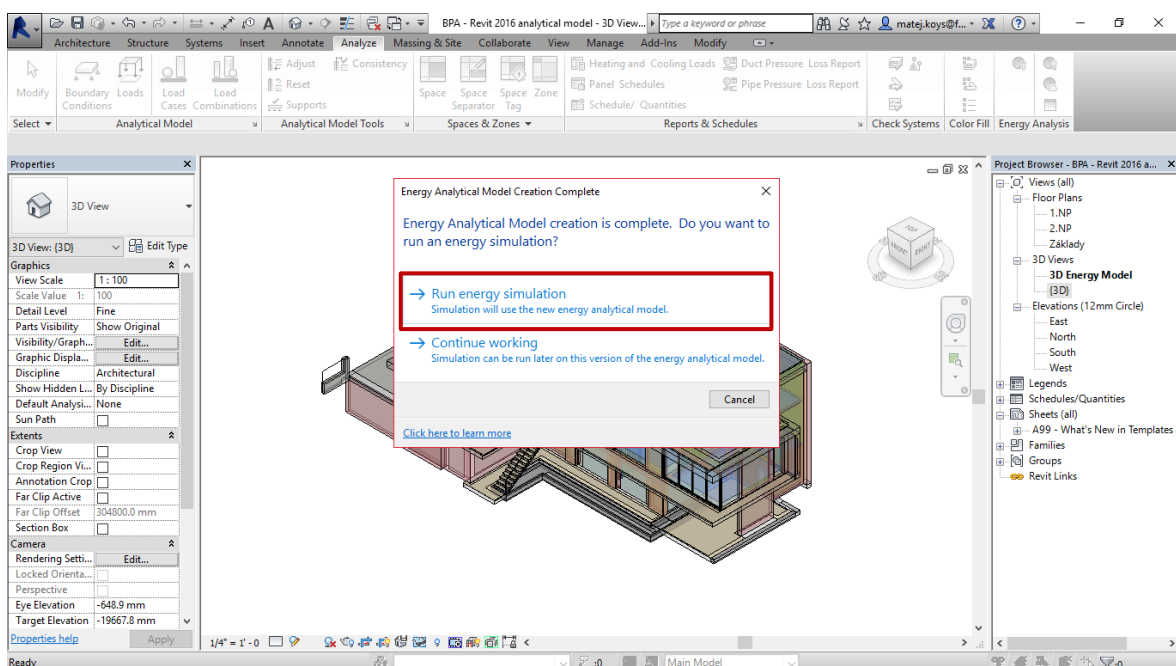 BPA - Revit 2016 analytical model - 3D View...
Type a keyword or phrase
matej.koys@f...
Architecture Structure Systems Insert Annotate Analyze Massing & Site Collaborate View Manage Add-Ins Modify
Modify
Boundary Conditions
Loads
Load Cases
Load Combinations
Adjust
Consistency
Reset
Supports
Space
Space Separator
Space Tag
Zone
Heating and Cooling Loads
Duct Pressure Loss Report
Panel Schedules
Pipe Pressure Loss Report
Schedule/ Quantities
Select
Analytical Model
Analytical Model Tools
Spaces & Zones
Reports & Schedules
Check Systems
Color Fill
Energy Analysis
Properties
3D View
3D View: {3D}
Edit Type
Graphics
View Scale 1 : 100
Scale Value 1: 100
Detail Level Fine
Parts Visibility Show Original
Visibility/Graph... Edit...
Graphic Displa... Edit...
Discipline Architectural
Show Hidden L... By Discipline
Default Analysi... None
Sun Path
Extents
Crop View
Crop Region Vi...
Annotation Crop
Far Clip Active
Far Clip Offset 304800.0 mm
Section Box
Camera
Rendering Setti... Edit...
Locked Orienta...
Perspective
Eye Elevation -648.9 mm
Target Elevation -19667.8 mm
Properties help
Apply
Energy Analytical Model Creation Complete
Energy Analytical Model creation is complete. Do you want to
run an energy simulation?
Run energy simulation
Simulation will use the new energy analytical model.
Continue working
Simulation can be run later on this version of the energy analytical model.
Cancel
Click here to learn more
TOP
FRONT
RIGHT
1/4" = 1'-0
Project Browser - BPA - Revit 2016 a...
Views (all)
Floor Plans
1.NP
2.NP
Základy
3D Views
3D Energy Model
{3D}
Elevations (12mm Circle)
East
North
South
West
Legends
Schedules/Quantities
Sheets (all)
A99 - What's New in Templates
Families
Groups
Revit Links
Ready
:0
Main Model
:0